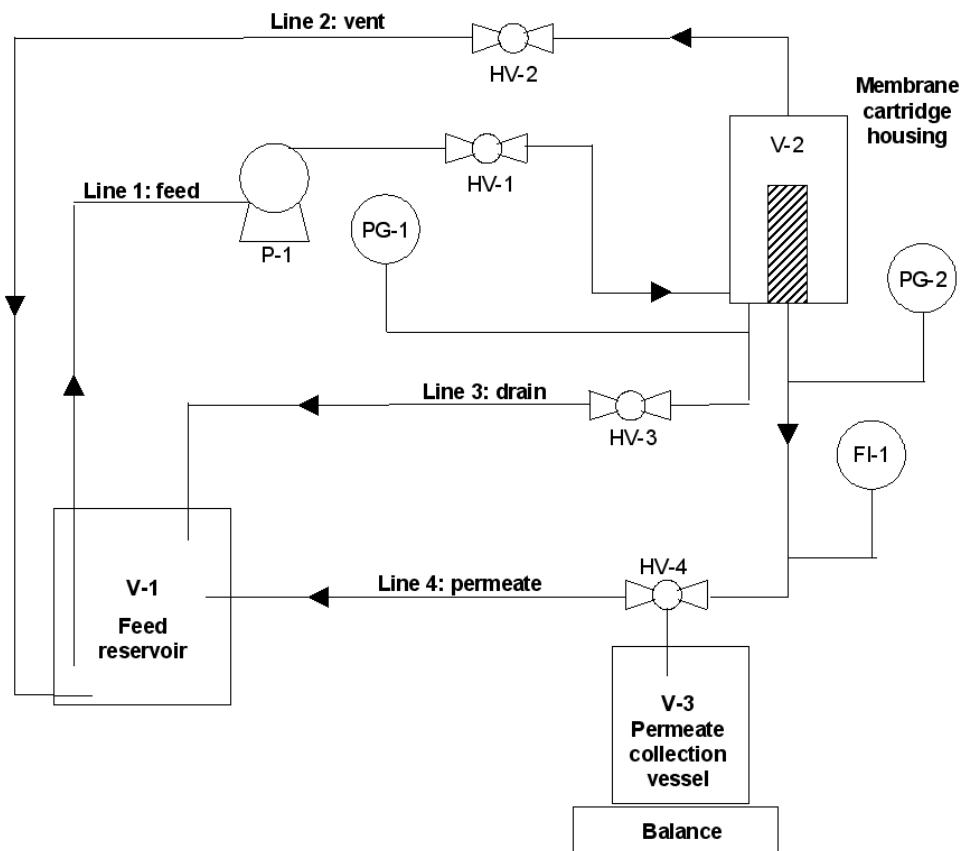 Line 2: vent
HV-2
Membrane
cartridge
housing
V-2
HV-1
Line 1: feed
P-1
PG-1
PG-2
Line 3: drain
HV-3
FI-1
HV-4
Line 4: permeate
V-1
Feed
reservoir
V-3
Permeate
collection
vessel
Balance